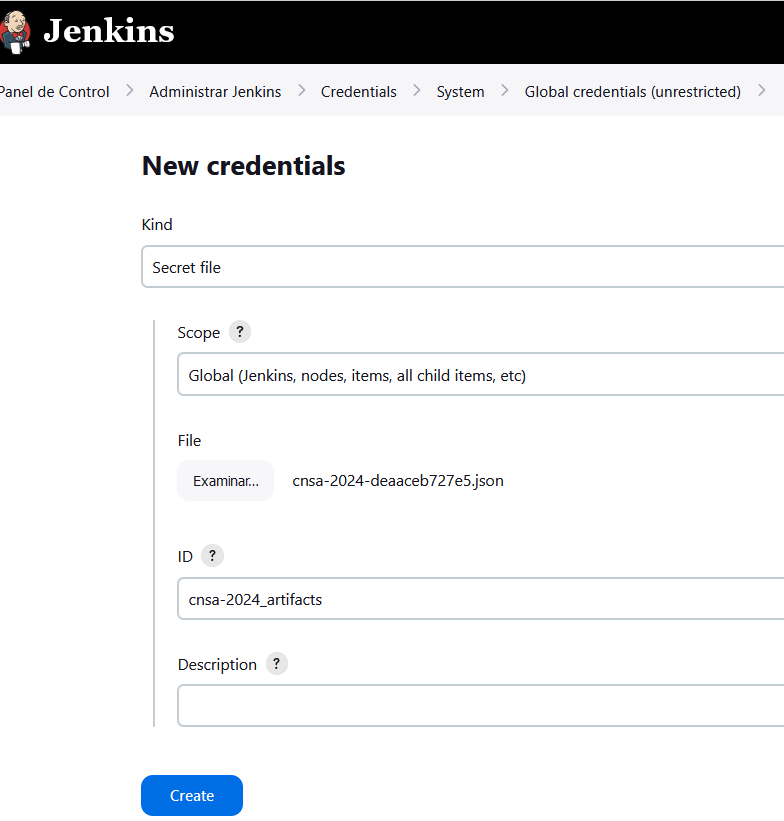 Jenkins
Panel de Control > Administrar Jenkins > Credentials > System > Global credentials (unrestricted) >
New credentials
Kind
Secret file
Scope ?
Global (Jenkins, nodes, items, all child items, etc)
File
Examinar... cnsa-2024-deaaceb727e5.json
ID ?
cnsa-2024_artifacts
Description ?
Create